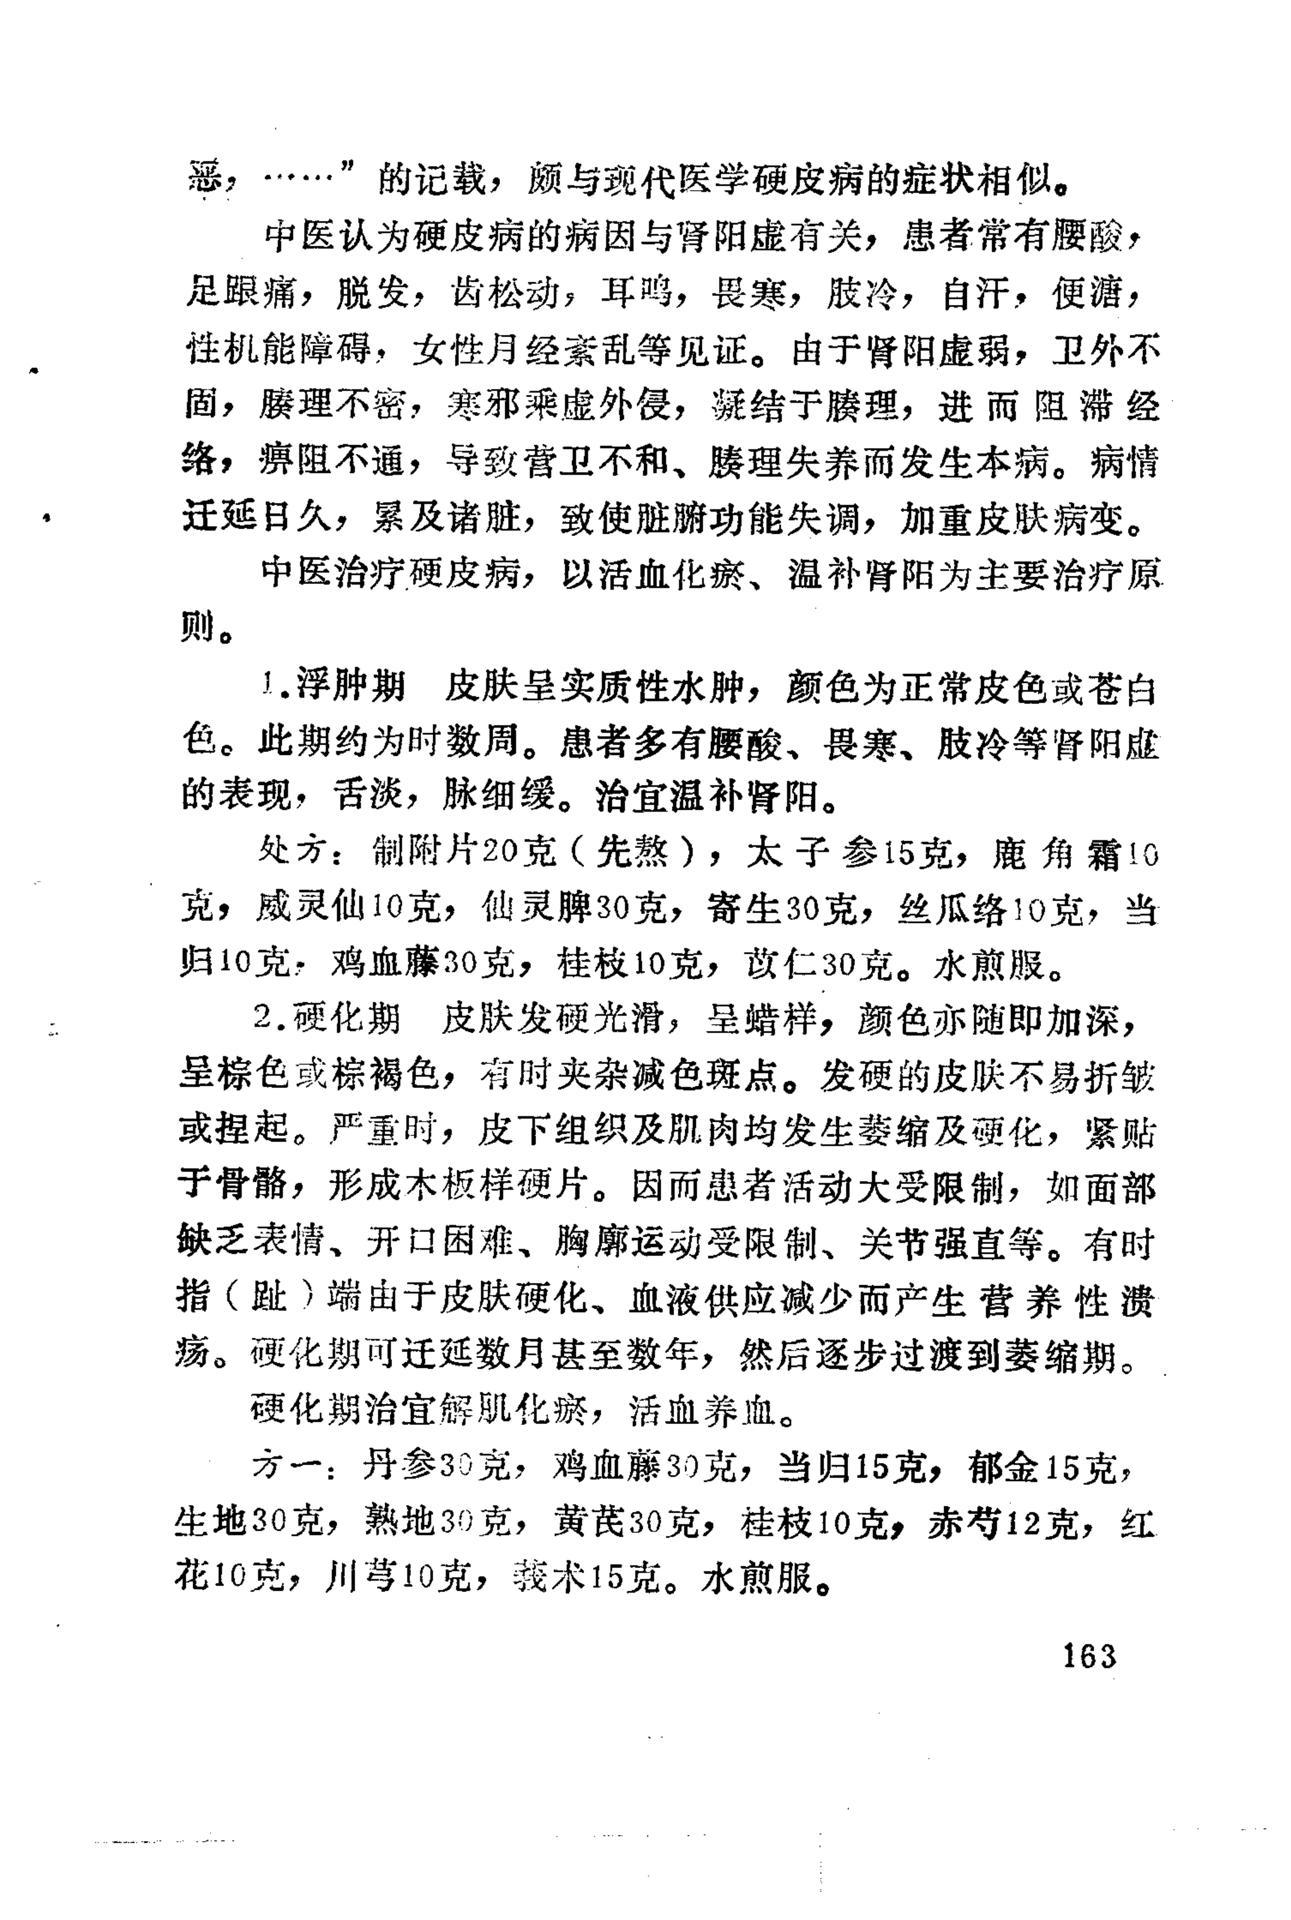 恶，……”的记载，颇与现代医学硬皮病的症状相似。
中医认为硬皮病的病因与肾阳虚有关，患者常有腰酸，
足跟痛，脱发，齿松动，耳鸣，畏寒，肢冷，自汗，便溏，
性机能障碍，女性月经紊乱等见证。由于肾阳虚弱，卫外不
固，腠理不密，寒邪乘虚外侵，凝结于腠理，进而阻滞经
络，痹阻不通，导致营卫不和、腠理失养而发生本病。病情
迁延日久，累及诸脏，致使脏腑功能失调，加重皮肤病变。
中医治疗硬皮病，以活血化瘀、温补肾阳为主要治疗原
则。
1.浮肿期　皮肤呈实质性水肿，颜色为正常皮色或苍白
色。此期约为时数周。患者多有腰酸、畏寒、肢冷等肾阳虚
的表现，舌淡，脉细缓。治宜温补肾阳。
处方：制附片20克（先熬），太子参15克，鹿角霜10
克，威灵仙10克，仙灵脾30克，寄生30克，丝瓜络10克，当
归10克，鸡血藤30克，桂枝10克，苡仁30克。水煎服。
2.硬化期　皮肤发硬光滑，呈蜡样，颜色亦随即加深，
呈棕色或棕褐色，有时夹杂减色斑点。发硬的皮肤不易折皱
或捏起。严重时，皮下组织及肌肉均发生萎缩及硬化，紧贴
于骨骼，形成木板样硬片。因而患者活动大受限制，如面部
缺乏表情、开口困难、胸廓运动受限制、关节强直等。有时
指（趾）端由于皮肤硬化、血液供应减少而产生营养性溃
疡。硬化期可迁延数月甚至数年，然后逐步过渡到萎缩期。
硬化期治宜解肌化瘀，活血养血。
方一：丹参30克，鸡血藤30克，当归15克，郁金15克，
生地30克，熟地30克，黄芪30克，桂枝10克，赤芍12克，红
花10克，川芎10克，莪术15克。水煎服。
163